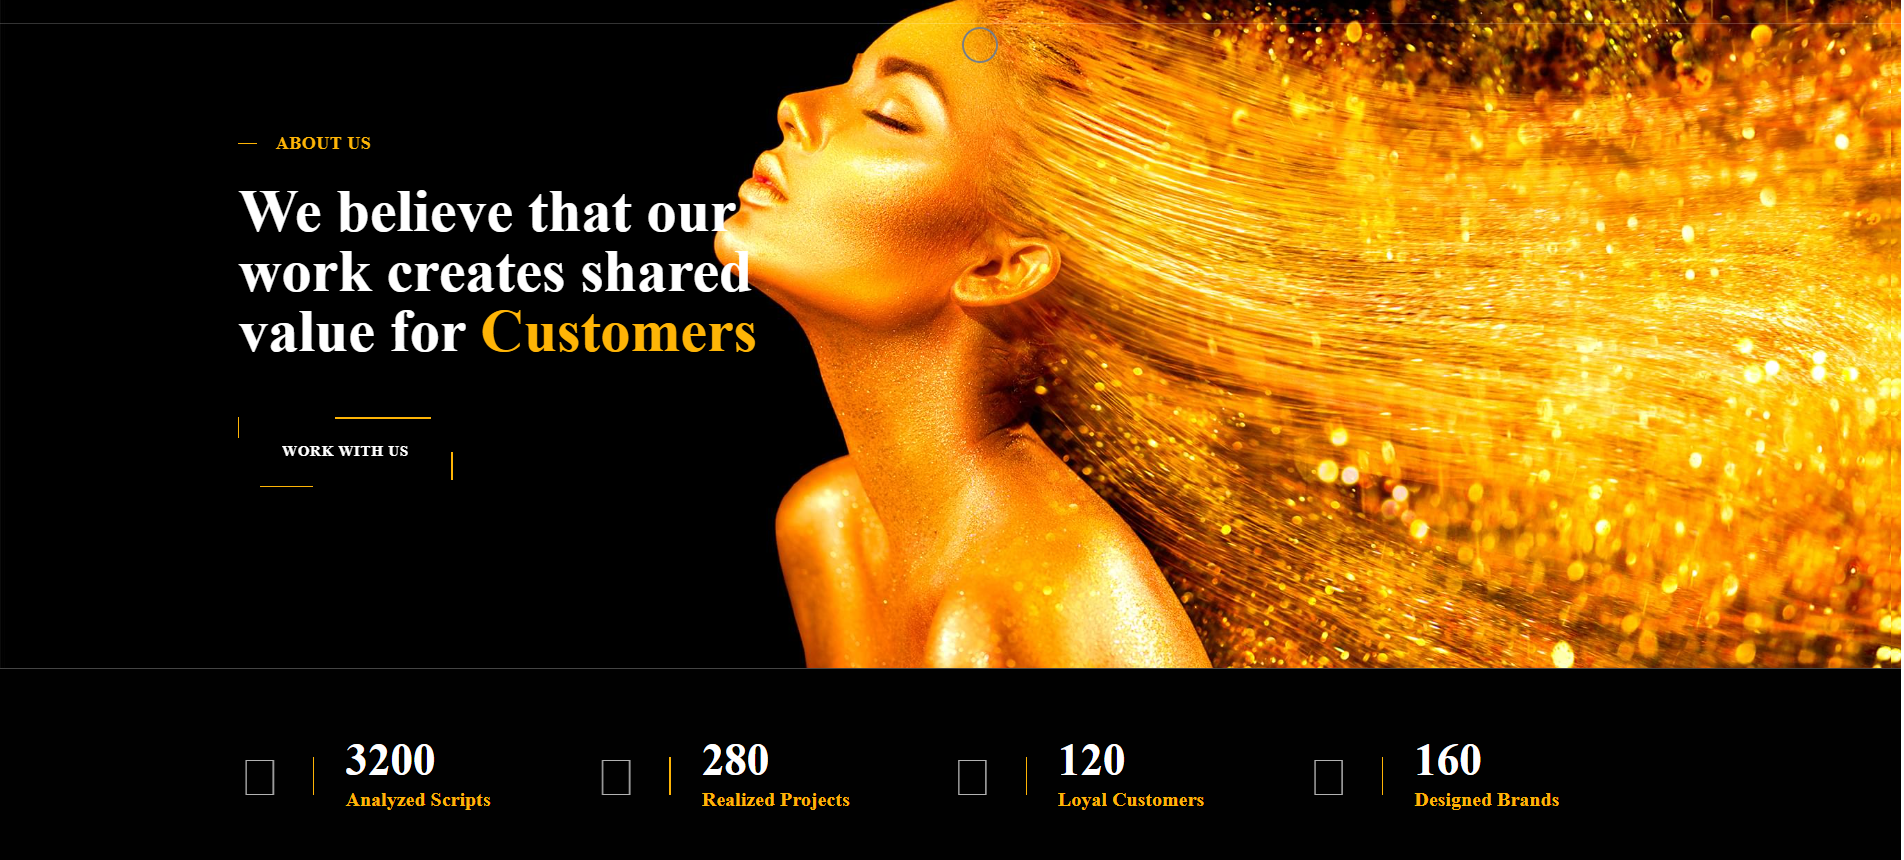 ABOUT US
We believe that our
work creates shared
value for Customers
WORK WITH US
3200
Analyzed Scripts
280
Realized Projects
120
Loyal Customers
160
Designed Brands